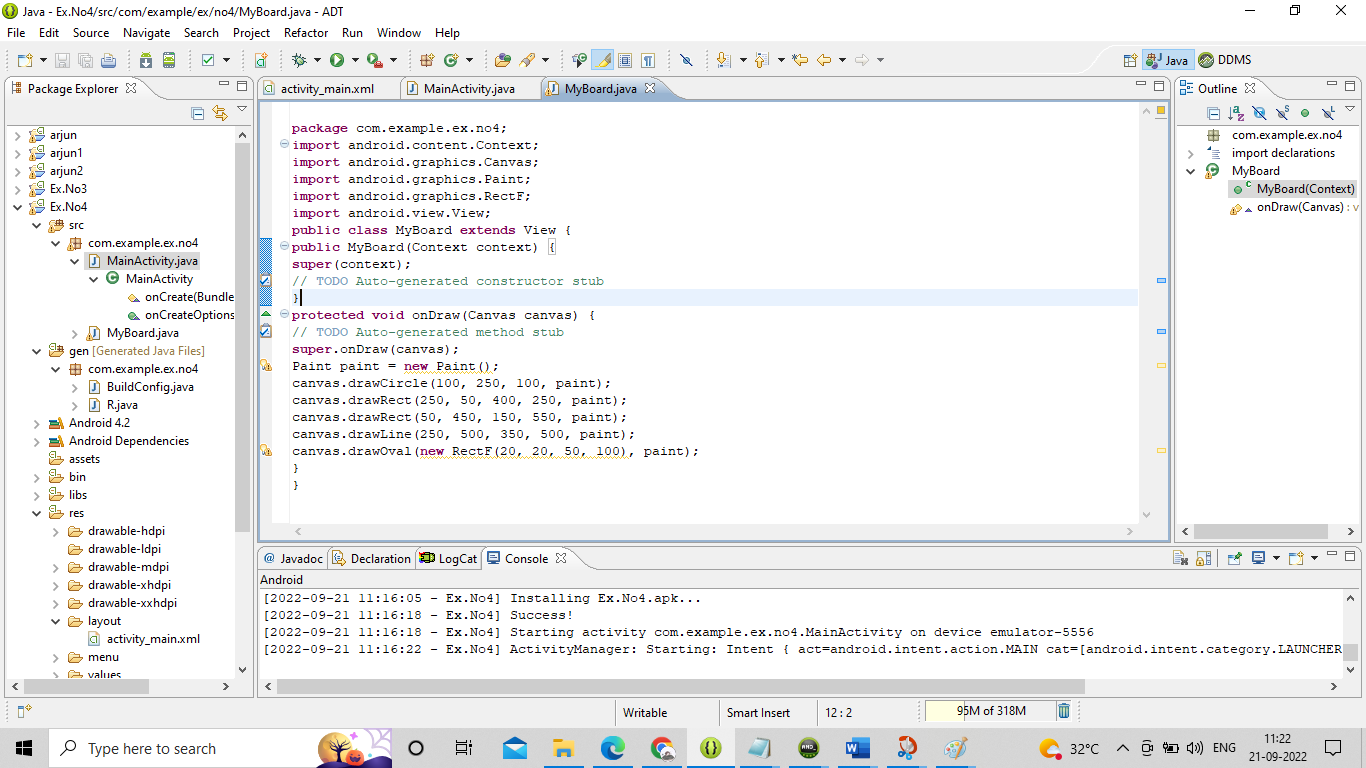 Java - Ex.No4/src/com/example/ex/no4/MyBoard.java - ADT
File Edit Source Navigate Search Project Refactor Run Window Help
Java DDMS
Package Explorer
arjun
arjun1
arjun2
Ex.No3
Ex.No4
src
com.example.ex.no4
MainActivity.java
MainActivity
onCreate(Bundle
onCreateOptions
MyBoard.java
gen [Generated Java Files]
com.example.ex.no4
BuildConfig.java
R.java
Android 4.2
Android Dependencies
assets
bin
libs
res
drawable-hdpi
drawable-ldpi
drawable-mdpi
drawable-xhdpi
drawable-xxhdpi
layout
activity_main.xml
menu
values
activity_main.xml MainActivity.java MyBoard.java
package com.example.ex.no4;
import android.content.Context;
import android.graphics.Canvas;
import android.graphics.Paint;
import android.graphics.RectF;
import android.view.View;
public class MyBoard extends View {
public MyBoard(Context context) {
super(context);
// TODO Auto-generated constructor stub
}
protected void onDraw(Canvas canvas) {
// TODO Auto-generated method stub
super.onDraw(canvas);
Paint paint = new Paint();
canvas.drawCircle(100, 250, 100, paint);
canvas.drawRect(250, 50, 400, 250, paint);
canvas.drawRect(50, 450, 150, 550, paint);
canvas.drawLine(250, 500, 350, 500, paint);
canvas.drawOval(new RectF(20, 20, 50, 100), paint);
}
}
Outline
com.example.ex.no4
import declarations
MyBoard
MyBoard(Context)
onDraw(Canvas) : v
@ Javadoc Declaration LogCat Console
Android
[2022-09-21 11:16:05 - Ex.No4] Installing Ex.No4.apk...
[2022-09-21 11:16:18 - Ex.No4] Success!
[2022-09-21 11:16:18 - Ex.No4] Starting activity com.example.ex.no4.MainActivity on device emulator-5556
[2022-09-21 11:16:22 - Ex.No4] ActivityManager: Starting: Intent { act=android.intent.action.MAIN cat=[android.intent.category.LAUNCHER
Writable Smart Insert 12 : 2 95M of 318M
Type here to search 32°C ENG 11:22
21-09-2022